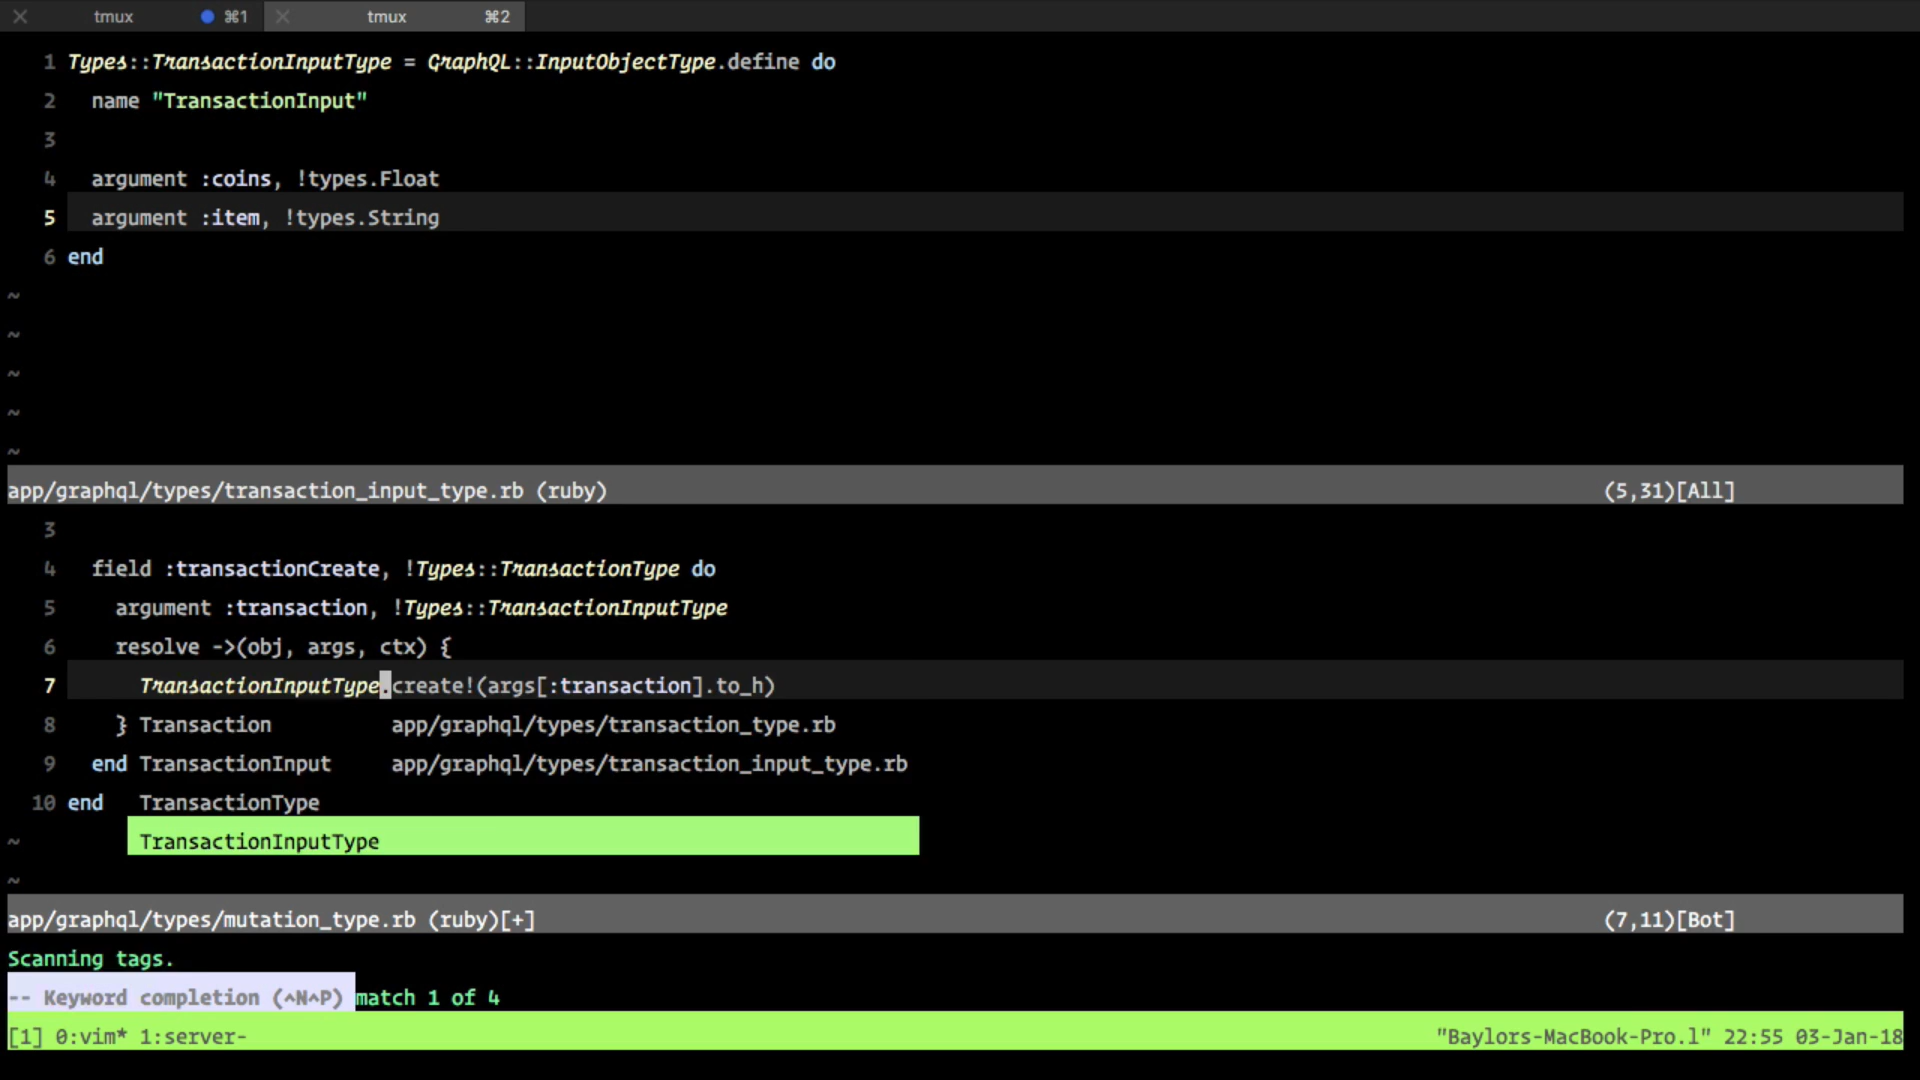 tmux ⌘1 tmux ⌘2
1 Types::TransactionInputType = GraphQL::InputObjectType.define do
2 name "TransactionInput"
3
4 argument :coins, !types.Float
5 argument :item, !types.String
6 end
~
~
~
~
~
app/graphql/types/transaction_input_type.rb (ruby) (5,31)[All]
3
4 field :transactionCreate, !Types::TransactionType do
5 argument :transaction, !Types::TransactionInputType
6 resolve ->(obj, args, ctx) {
7 TransactionInputType.create!(args[:transaction].to_h)
8 } Transaction app/graphql/types/transaction_type.rb
9 end TransactionInput app/graphql/types/transaction_input_type.rb
10 end TransactionType
~ TransactionInputType
~
app/graphql/types/mutation_type.rb (ruby)[+] (7,11)[Bot]
Scanning tags.
-- Keyword completion (^N^P) match 1 of 4
[1] 0:vim* 1:server- "Baylors-MacBook-Pro.l" 22:55 03-Jan-18